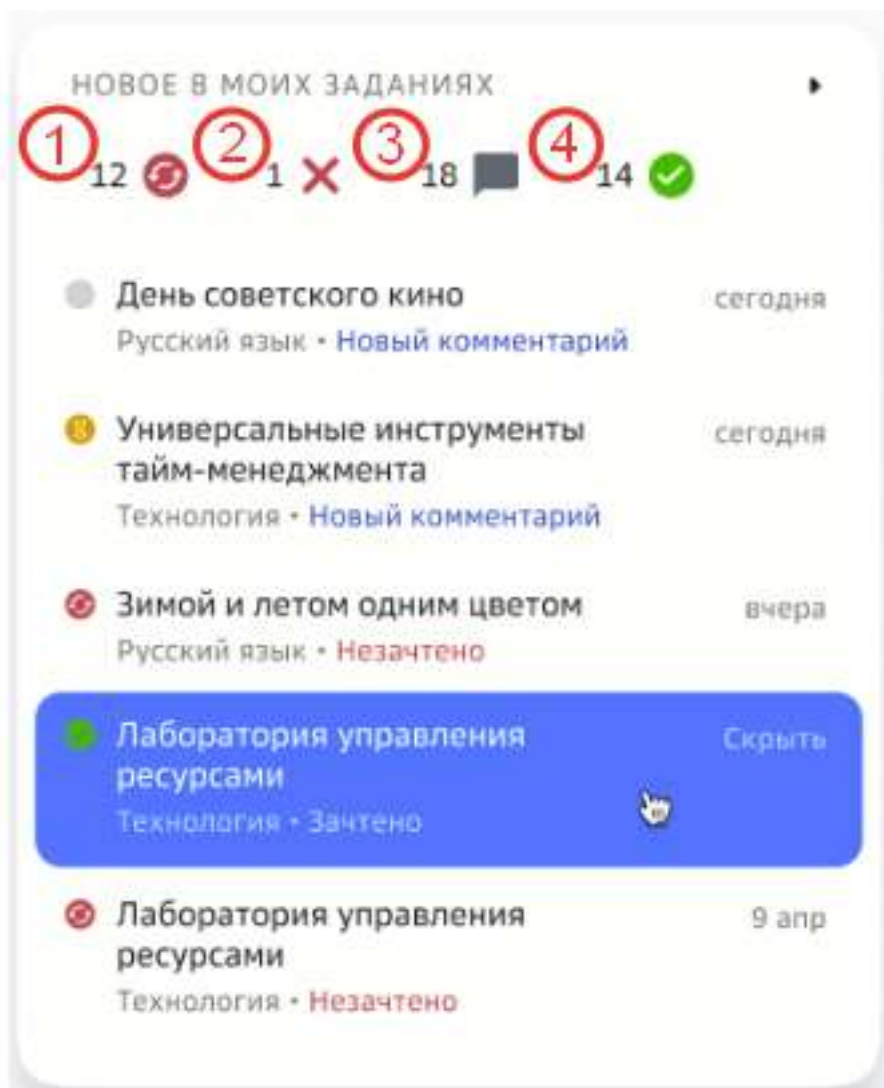 НОВОЕ В МОИХ ЗАДАНИЯХ
1 12 2 1 3 18 4 14
День советского кино сегодня
Русский язык • Новый комментарий
Универсальные инструменты сегодня
тайм-менеджмента
Технология • Новый комментарий
Зимой и летом одним цветом вчера
Русский язык • Незачтено
Лаборатория управления Скрыть
ресурсами
Технология • Зачтено
Лаборатория управления 9 апр
ресурсами
Технология • Незачтено